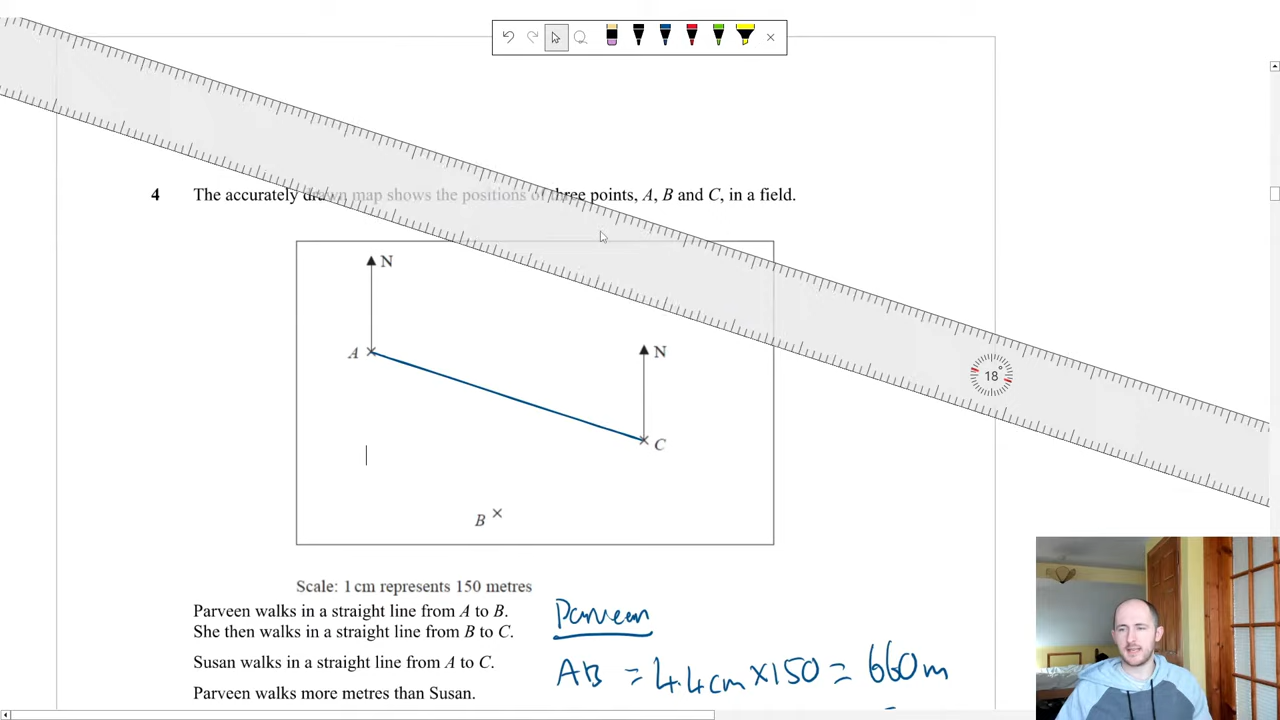 4 The accurately drawn map shows the positions of three points, A, B and C, in a field.
N
A
N
C
18°
B
Scale: 1 cm represents 150 metres
Parveen walks in a straight line from A to B.
She then walks in a straight line from B to C.
Susan walks in a straight line from A to C.
Parveen walks more metres than Susan.
Parveen
AB = 4.4cm x 150 = 660m